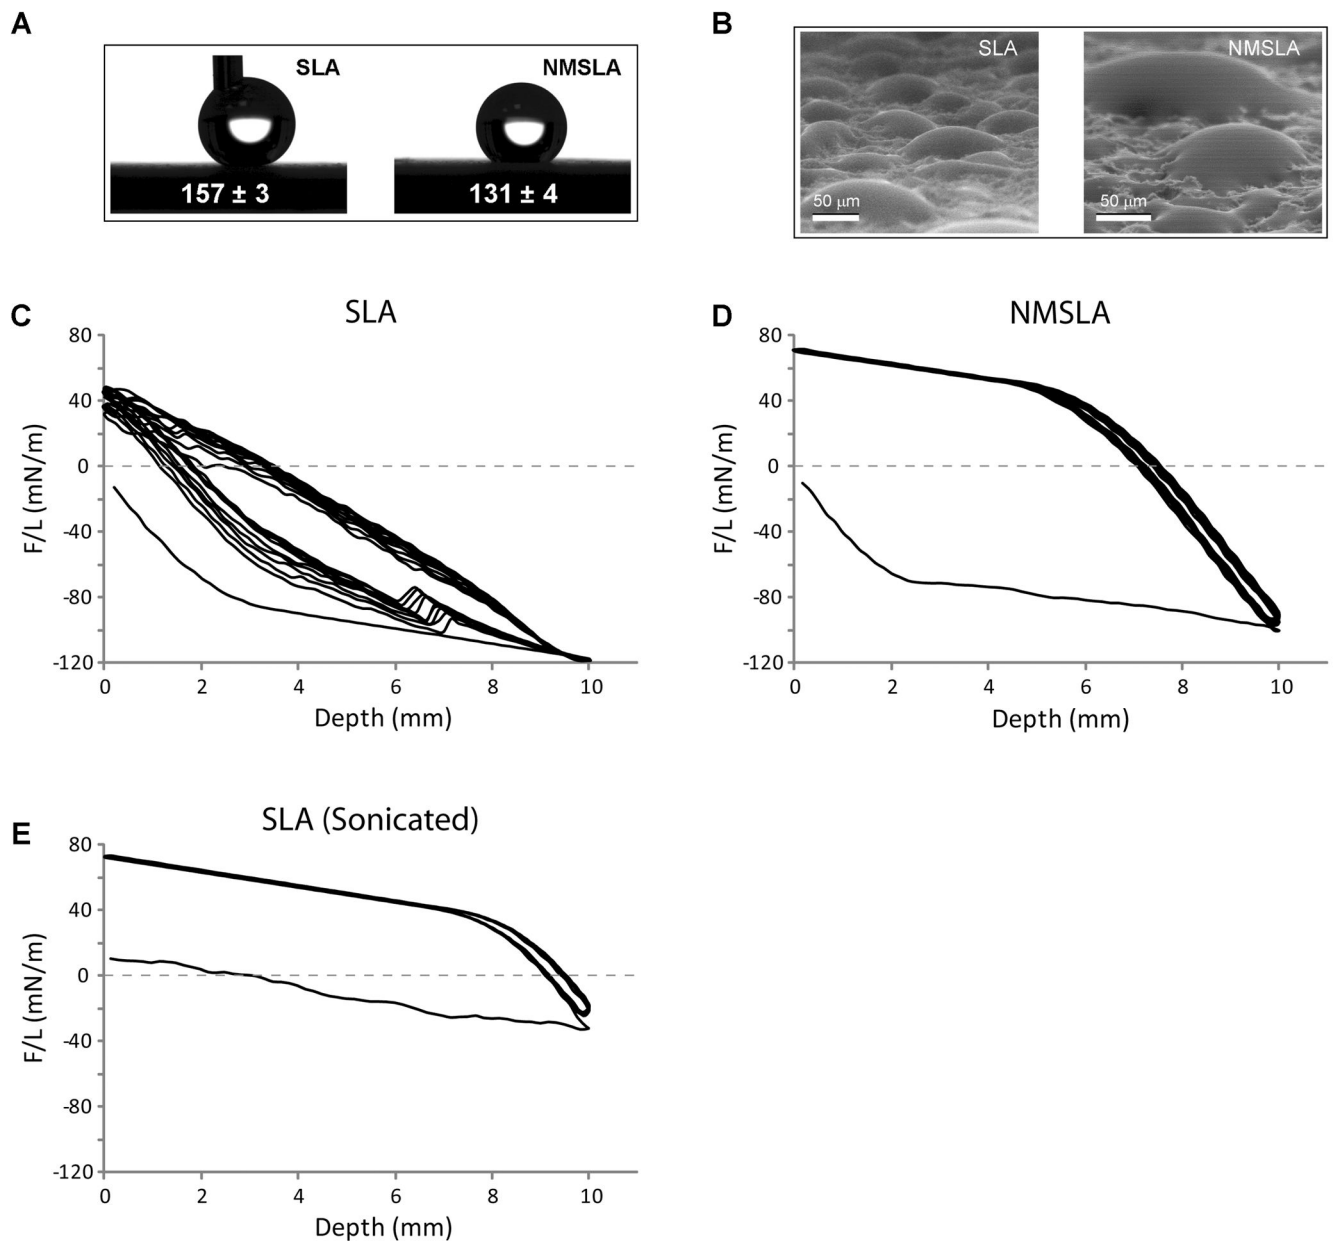 A
SLA
NMSLA
157 ± 3
131 ± 4
B
SLA
NMSLA
50 μm
50 μm
C
SLA
80
40
0
-40
-80
-120
F/L (mN/m)
0 2 4 6 8 10
Depth (mm)
D
NMSLA
80
40
0
-40
-80
-120
F/L (mN/m)
0 2 4 6 8 10
Depth (mm)
E
SLA (Sonicated)
80
40
0
-40
-80
-120
F/L (mN/m)
0 2 4 6 8 10
Depth (mm)